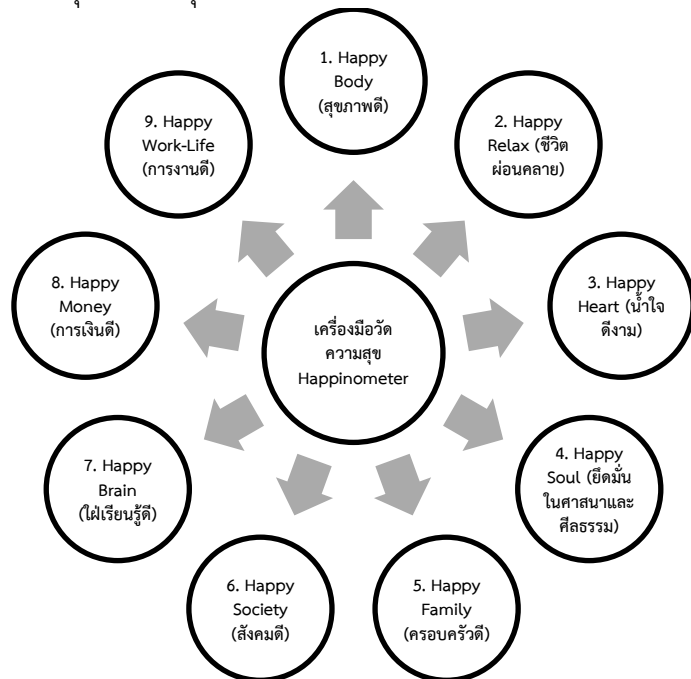 เครื่องมือวัด
ความสุข
Happinometer
1. Happy
Body
(สุขภาพดี)
2. Happy
Relax (ชีวิต
ผ่อนคลาย)
3. Happy
Heart (น้ำใจ
ดีงาม)
4. Happy
Soul (ยึดมั่น
ในศาสนาและ
ศีลธรรม)
5. Happy
Family
(ครอบครัวดี)
6. Happy
Society
(สังคมดี)
7. Happy
Brain
(ใฝ่เรียนรู้ดี)
8. Happy
Money
(การเงินดี)
9. Happy
Work-Life
(การงานดี)